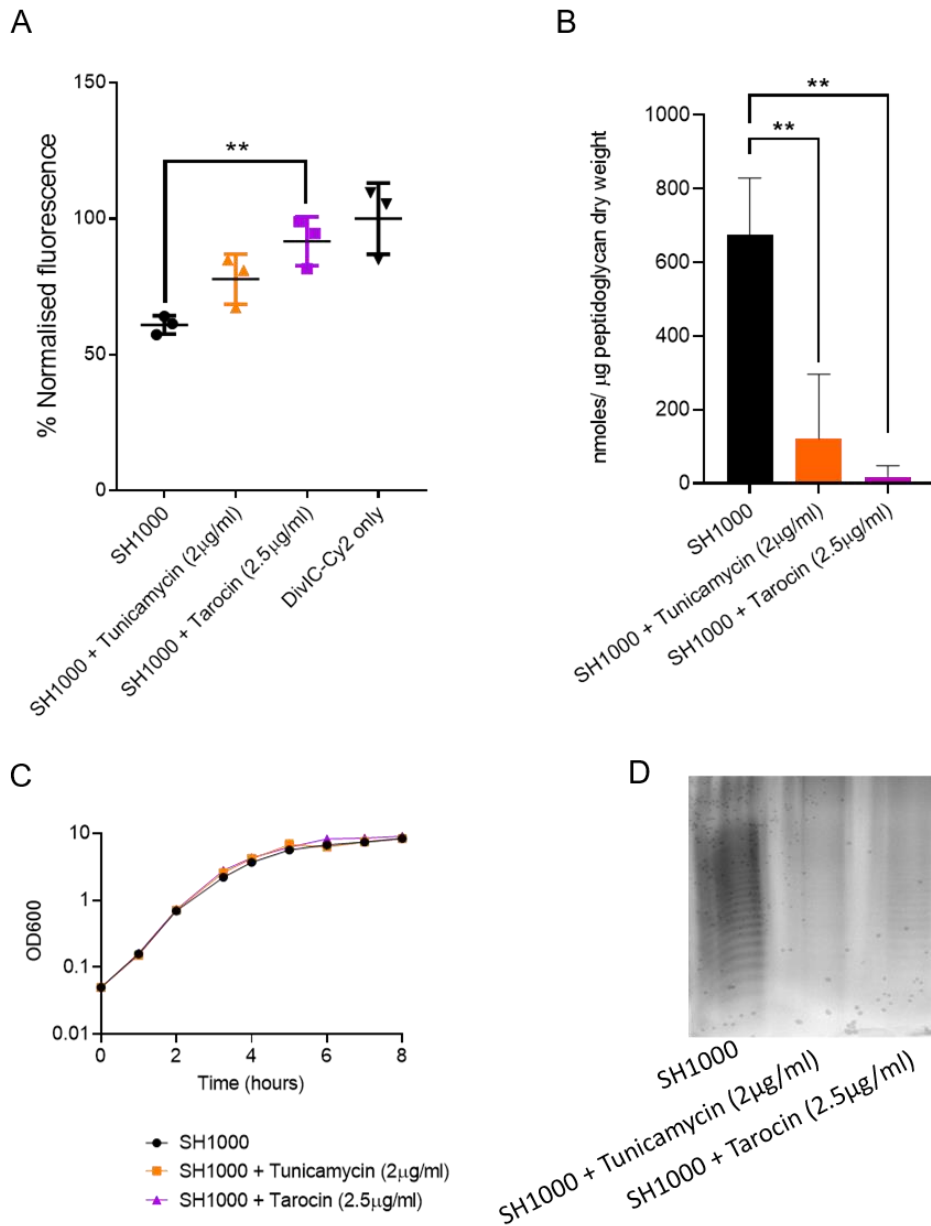 A
150
100
50
0
% Normalised fluorescence
**
SH1000
SH1000 + Tunicamycin (2µg/ml)
SH1000 + Tarocin (2.5µg/ml)
DivIC-Cy2 only
B
1000
800
600
400
200
0
nmoles/ µg peptidoglycan dry weight
**
**
SH1000
SH1000 + Tunicamycin (2µg/ml)
SH1000 + Tarocin (2.5µg/ml)
C
10
1
0.1
0.01
OD600
0 2 4 6 8
Time (hours)
SH1000
SH1000 + Tunicamycin (2µg/ml)
SH1000 + Tarocin (2.5µg/ml)
D
SH1000
SH1000 + Tunicamycin (2µg/ml)
SH1000 + Tarocin (2.5µg/ml)